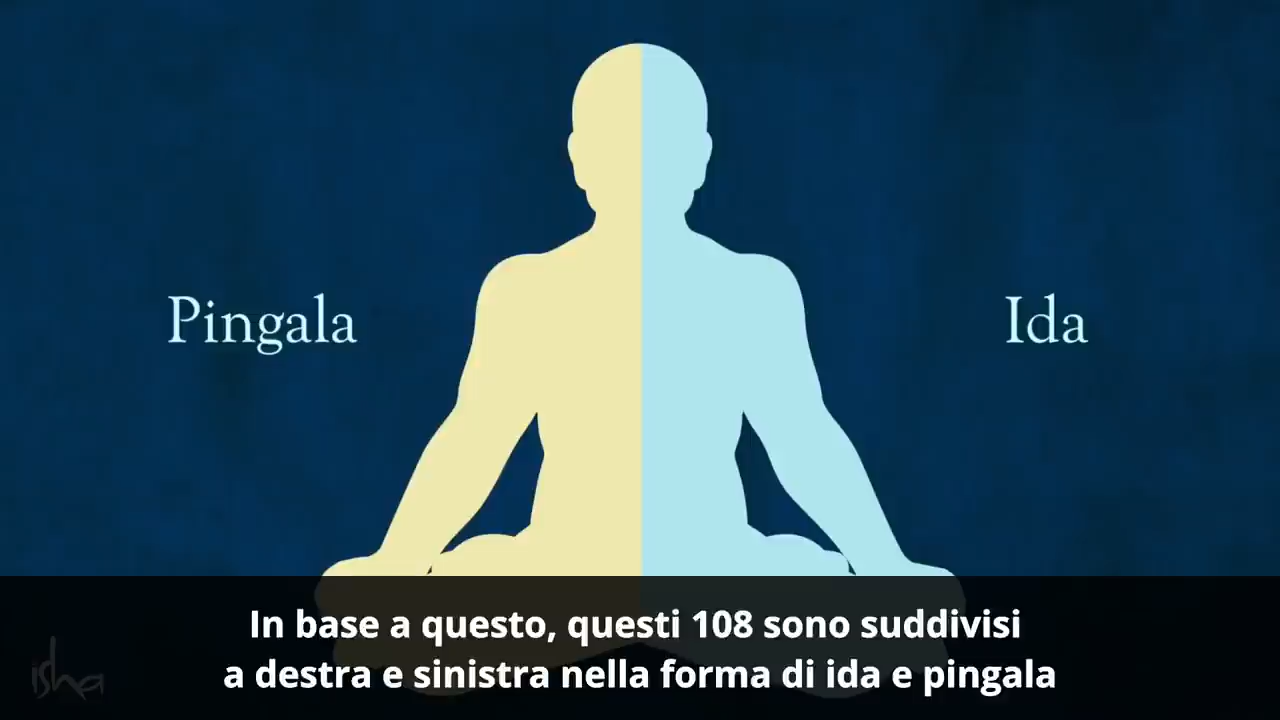 Pingala
Ida
In base a questo, questi 108 sono suddivisi
a destra e sinistra nella forma di ida e pingala
isha